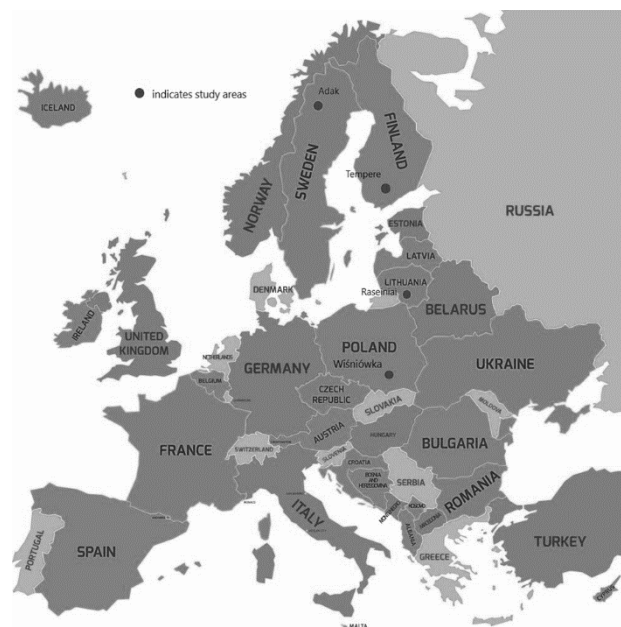 Adak
indicates study areas
ICELAND
FINLAND
SWEDEN
NORWAY
Tempere
RUSSIA
ESTONIA
LATVIA
DENMARK
LITHUANIA
Raseiniai
BELARUS
IRELAND
UNITED
KINGDOM
NETHERLANDS
POLAND
Wiśniówka
GERMANY
UKRAINE
BELGIUM
CZECH
REPUBLIC
SLOVAKIA
MOLDOVA
AUSTRIA
HUNGARY
FRANCE
SWITZERLAND
SLOVENIA
CROATIA
BULGARIA
BOSNIA
AND
HERZEGOVINA
SERBIA
ROMANIA
ITALY
MONTENEGRO
KOSOVO
MACEDONIA
ALBANIA
GREECE
PORTUGAL
SPAIN
TURKEY
CYPRUS
MALTA